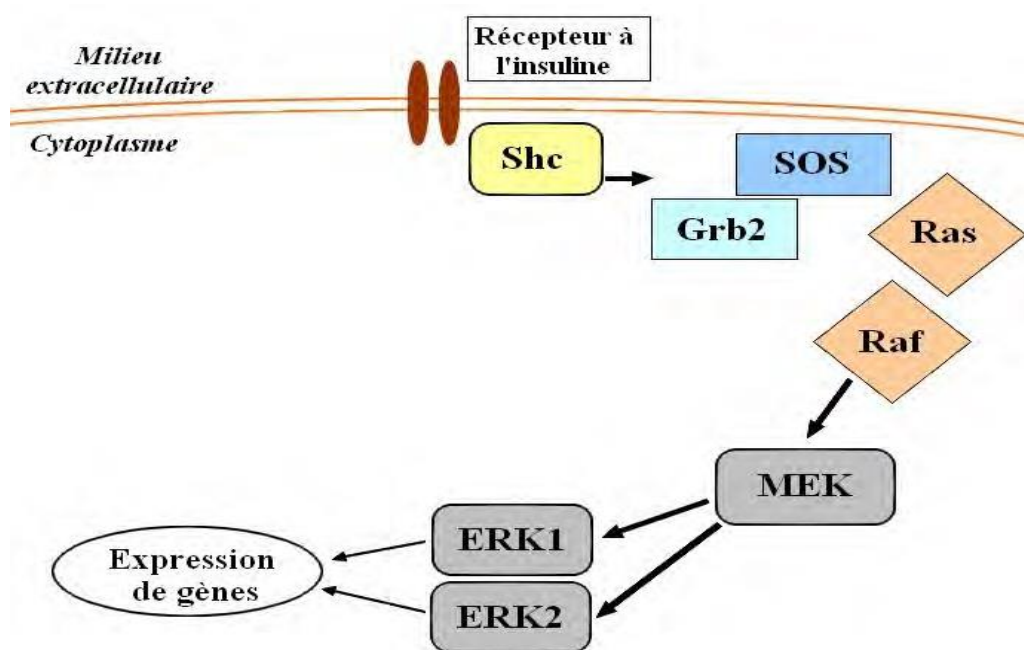 Milieu
extracellulaire
Récepteur à
l'insuline
Cytoplasme
Shc
SOS
Grb2
Ras
Raf
MEK
ERK1
Expression
de gènes
ERK2